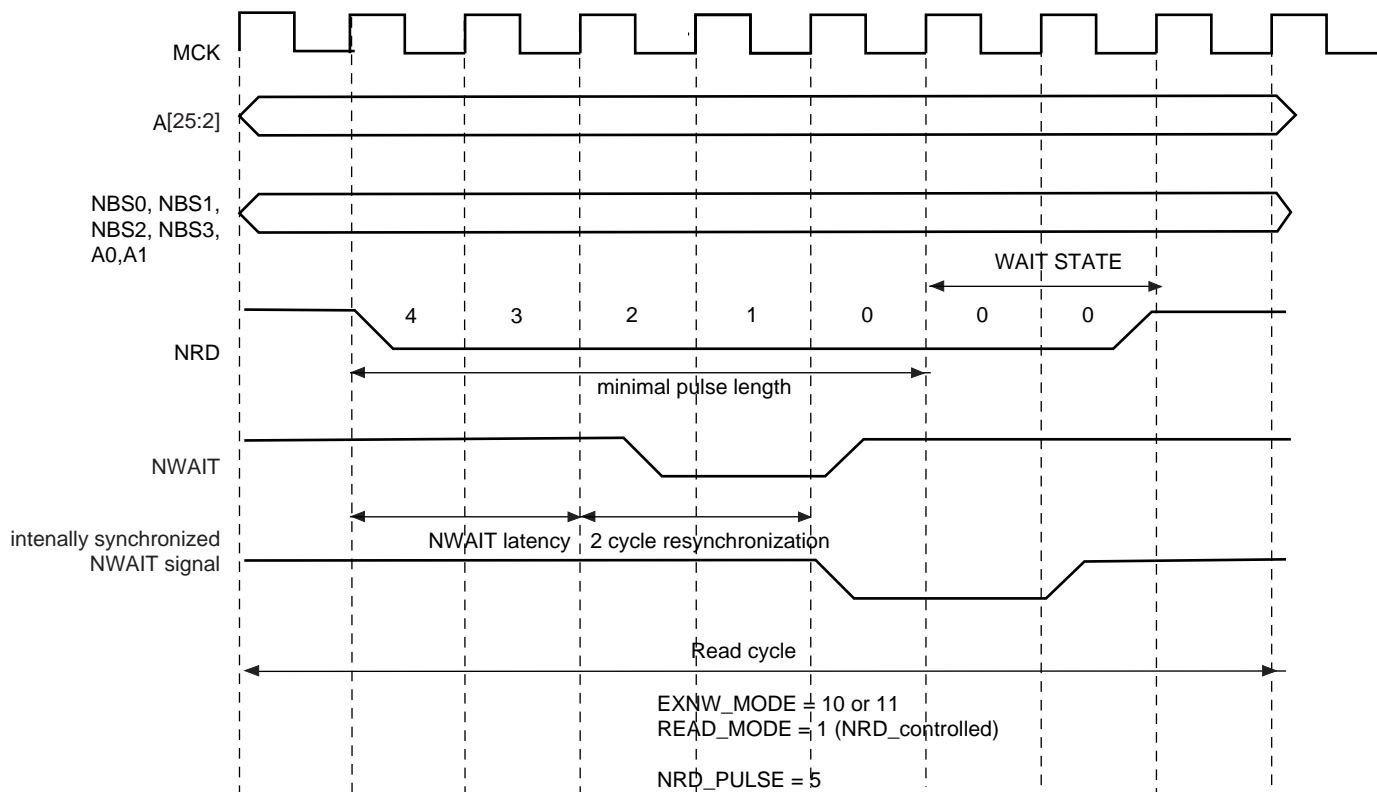 MCK
A[25:2]
NBS0, NBS1,
NBS2, NBS3,
A0,A1
WAIT STATE
4 3 2 1 0 0 0
NRD
minimal pulse length
NWAIT
intenally synchronized
NWAIT signal
NWAIT latency 2 cycle resynchronization
Read cycle
EXNW_MODE = 10 or 11
READ_MODE = 1 (NRD_controlled)
NRD_PULSE = 5